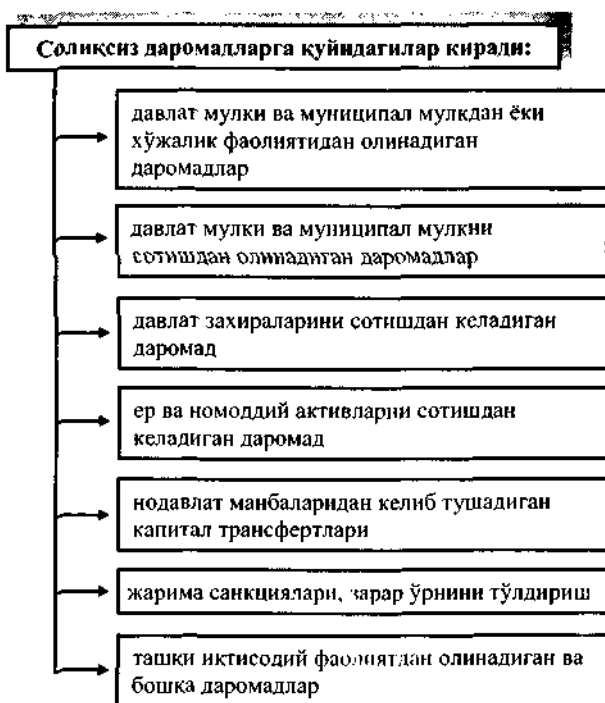 Солиқсиз даромадларга қуйидагилар киради:
давлат мулки ва муниципал мулкдан ёки
хўжалик фаолиятидан олинадиган
даромадлар
давлат мулки ва муниципал мулкни
сотишдан олинадиган даромадлар
давлат захираларини сотишдан келадиган
даромад
ер ва номоддий активларни сотишдан
келадиган даромад
нодавлат манбаларидан келиб тушадиган
капитал трансфертлари
жарима санкциялари, зарар ўрнини тўлдириш
ташқи иқтисодий фаолиятдан олинадиган ва
бошқа даромадлар